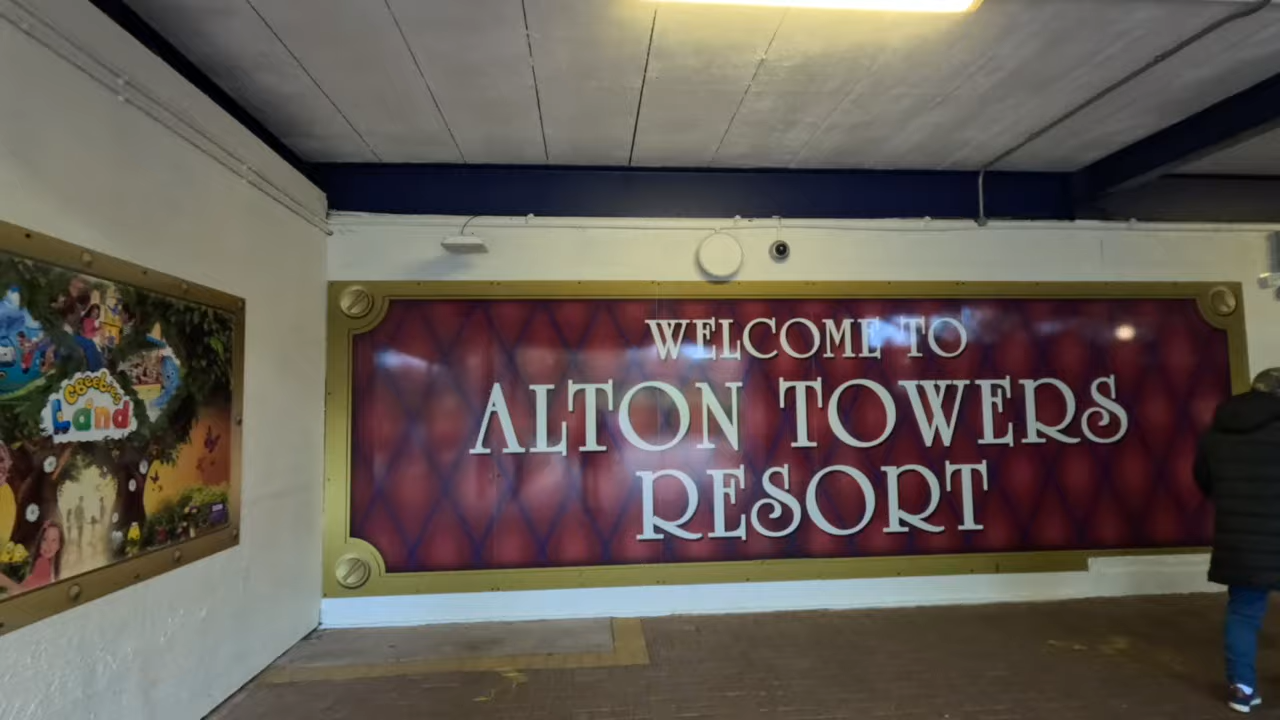 CBeebies
Land
WELCOME TO
ALTON TOWERS
RESORT